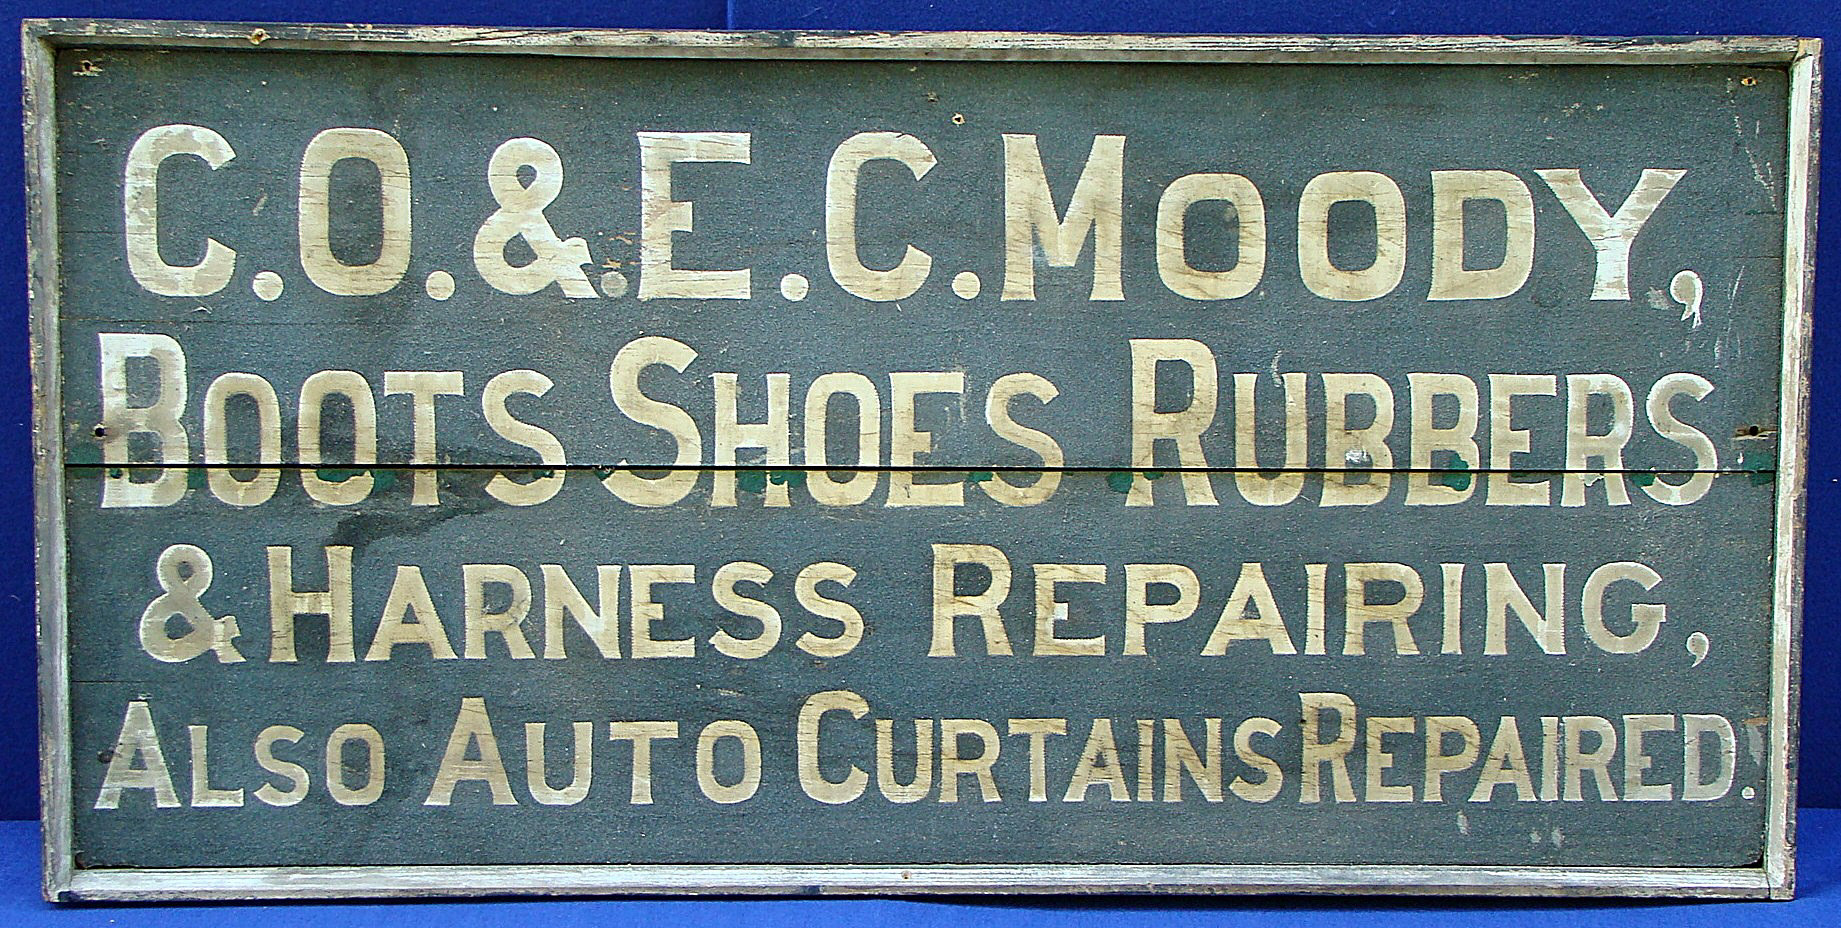 C.O. & E.C. MOODY,
BOOTS SHOES RUBBERS
& HARNESS REPAIRING,
ALSO AUTO CURTAINS REPAIRED.